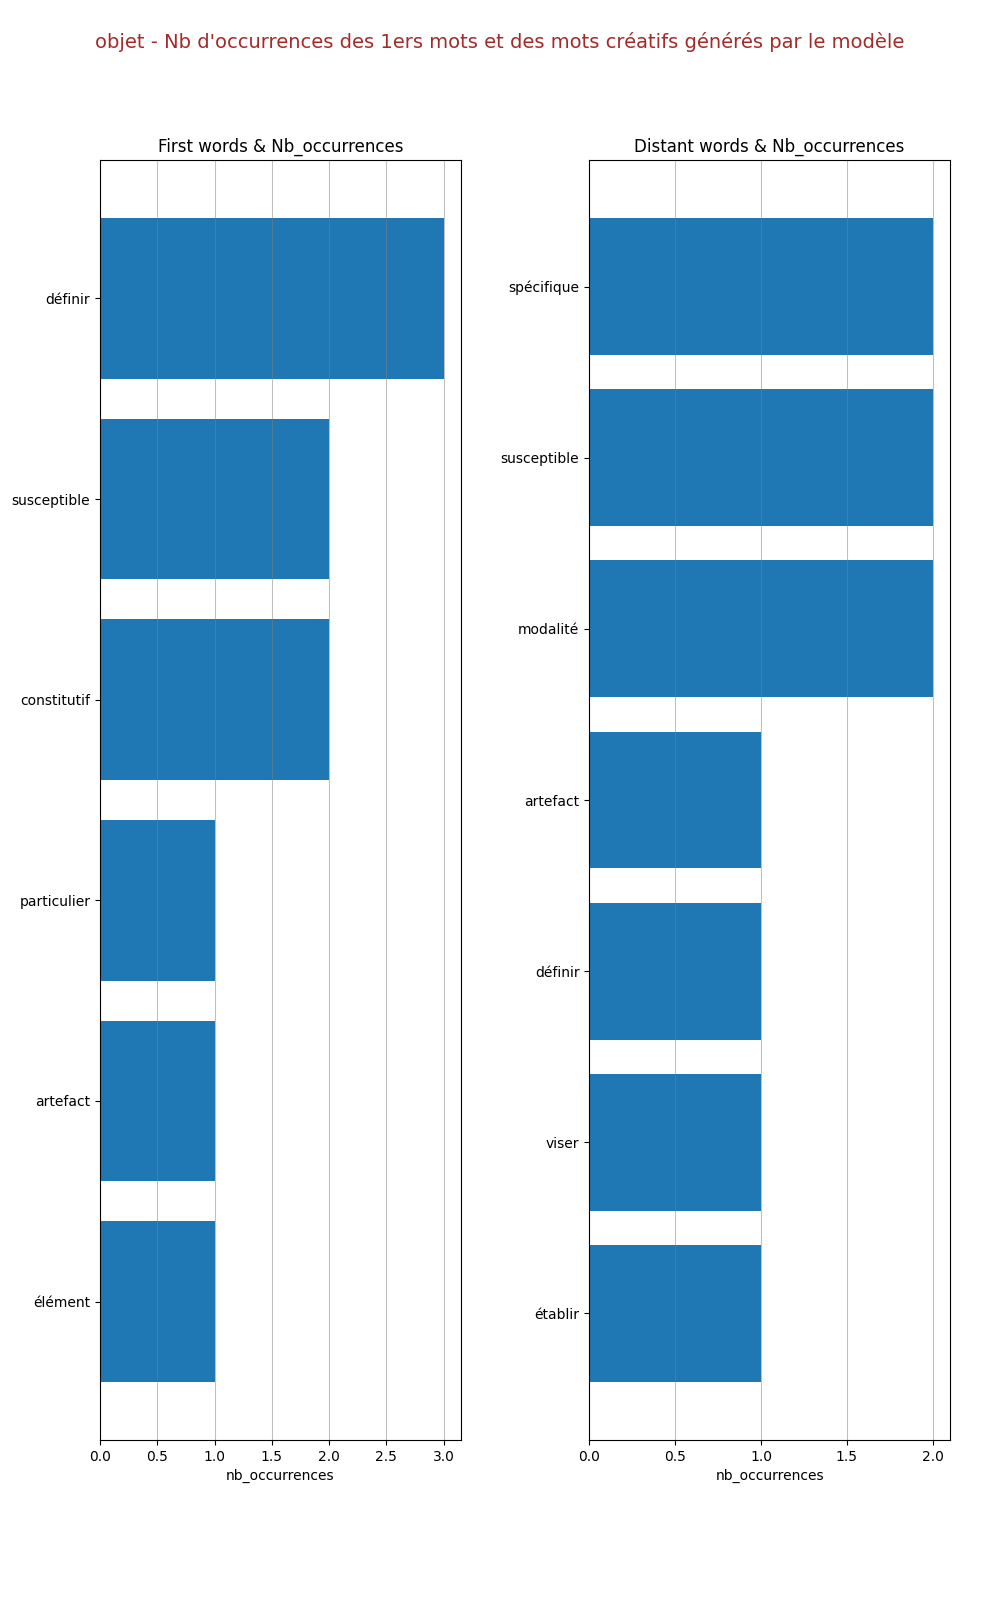 objet - Nb d'occurrences des 1ers mots et des mots créatifs générés par le modèle
First words & Nb_occurrences
définir
susceptible
constitutif
particulier
artefact
élément
0.0 0.5 1.0 1.5 2.0 2.5 3.0
nb_occurrences
Distant words & Nb_occurrences
spécifique
susceptible
modalité
artefact
définir
viser
établir
0.0 0.5 1.0 1.5 2.0
nb_occurrences